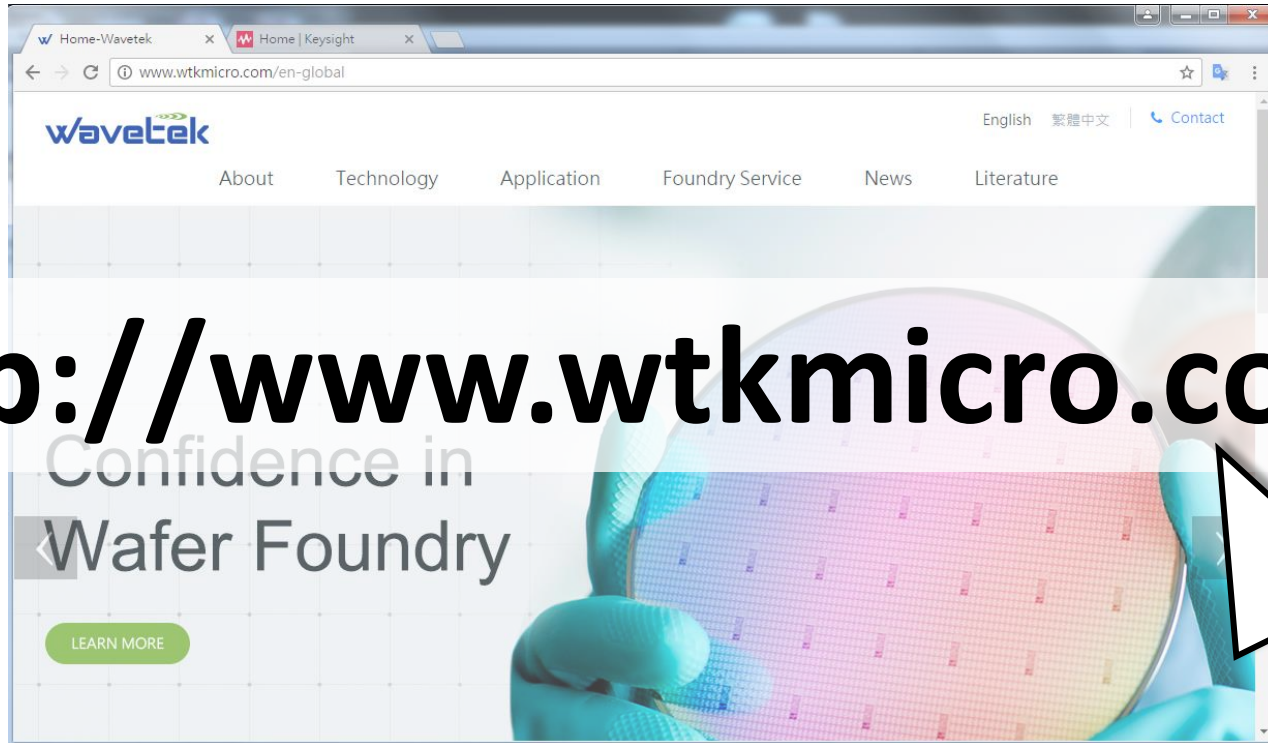 Home-Wavetek
Home | Keysight
www.wtkmicro.com/en-global
wavetek
English 繁體中文 Contact
About Technology Application Foundry Service News Literature
p://www.wtkmicro.co
Confidence in
Wafer Foundry
LEARN MORE